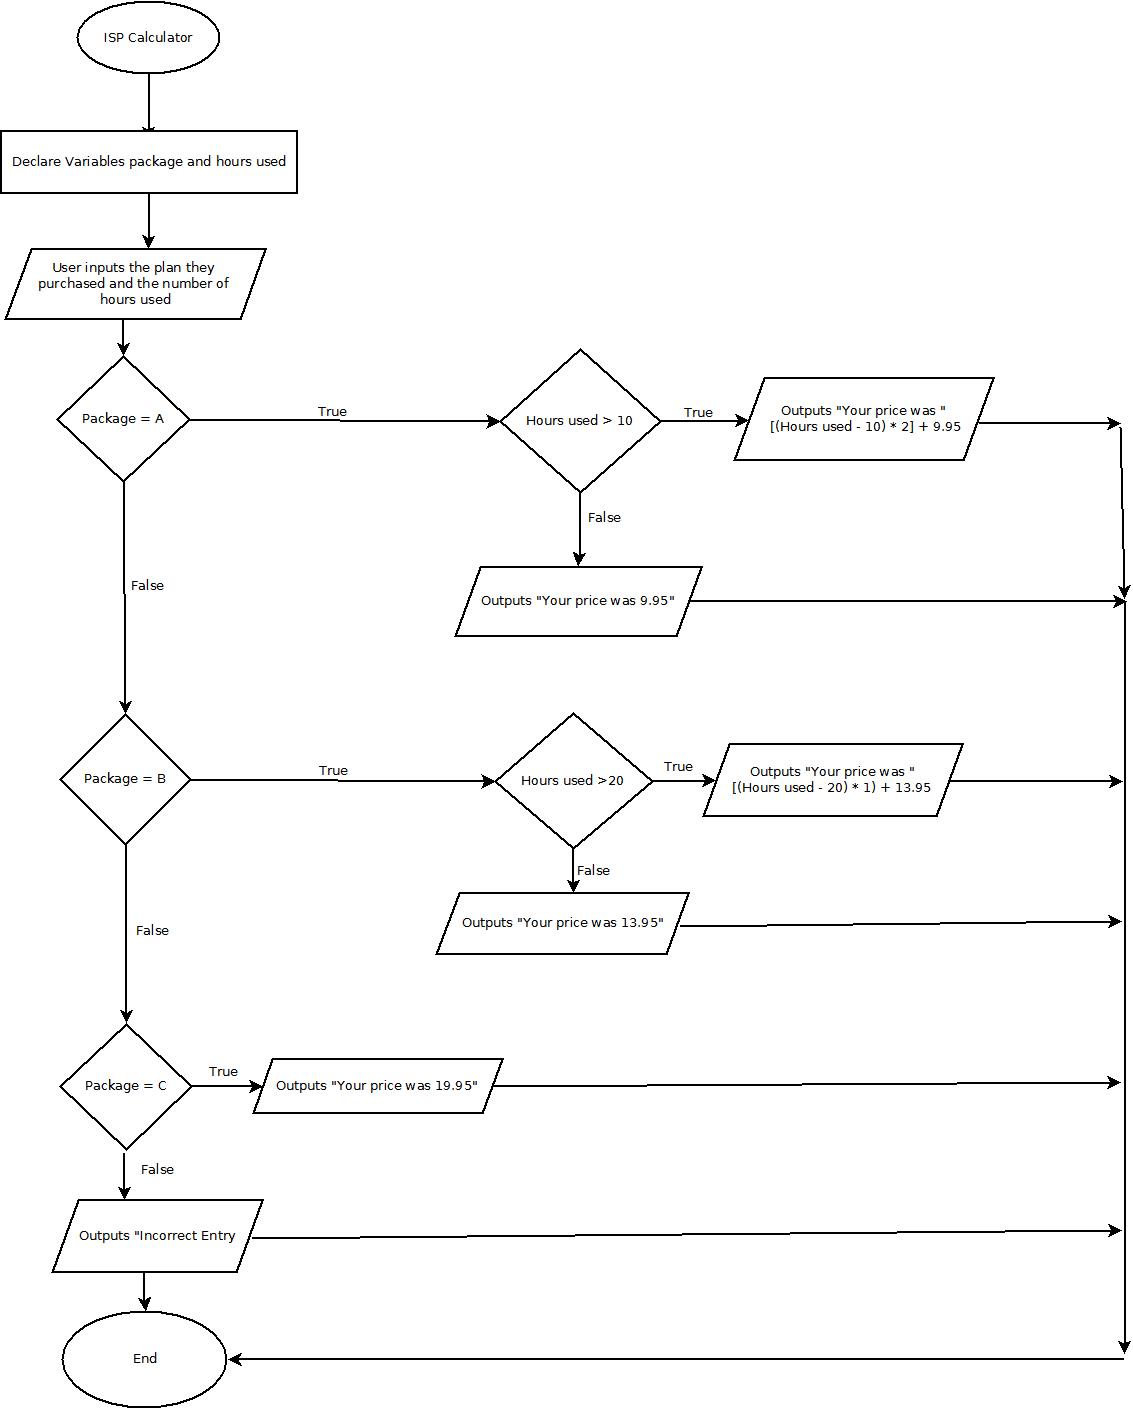 ISP Calculator
Declare Variables package and hours used
User inputs the plan they
purchased and the number of
hours used
Package = A
True
Hours used > 10
True
Outputs "Your price was "
[(Hours used - 10) * 2] + 9.95
False
Outputs "Your price was 9.95"
False
Package = B
True
Hours used >20
True
Outputs "Your price was "
[(Hours used - 20) * 1) + 13.95
False
Outputs "Your price was 13.95"
False
Package = C
True
Outputs "Your price was 19.95"
False
Outputs "Incorrect Entry
End